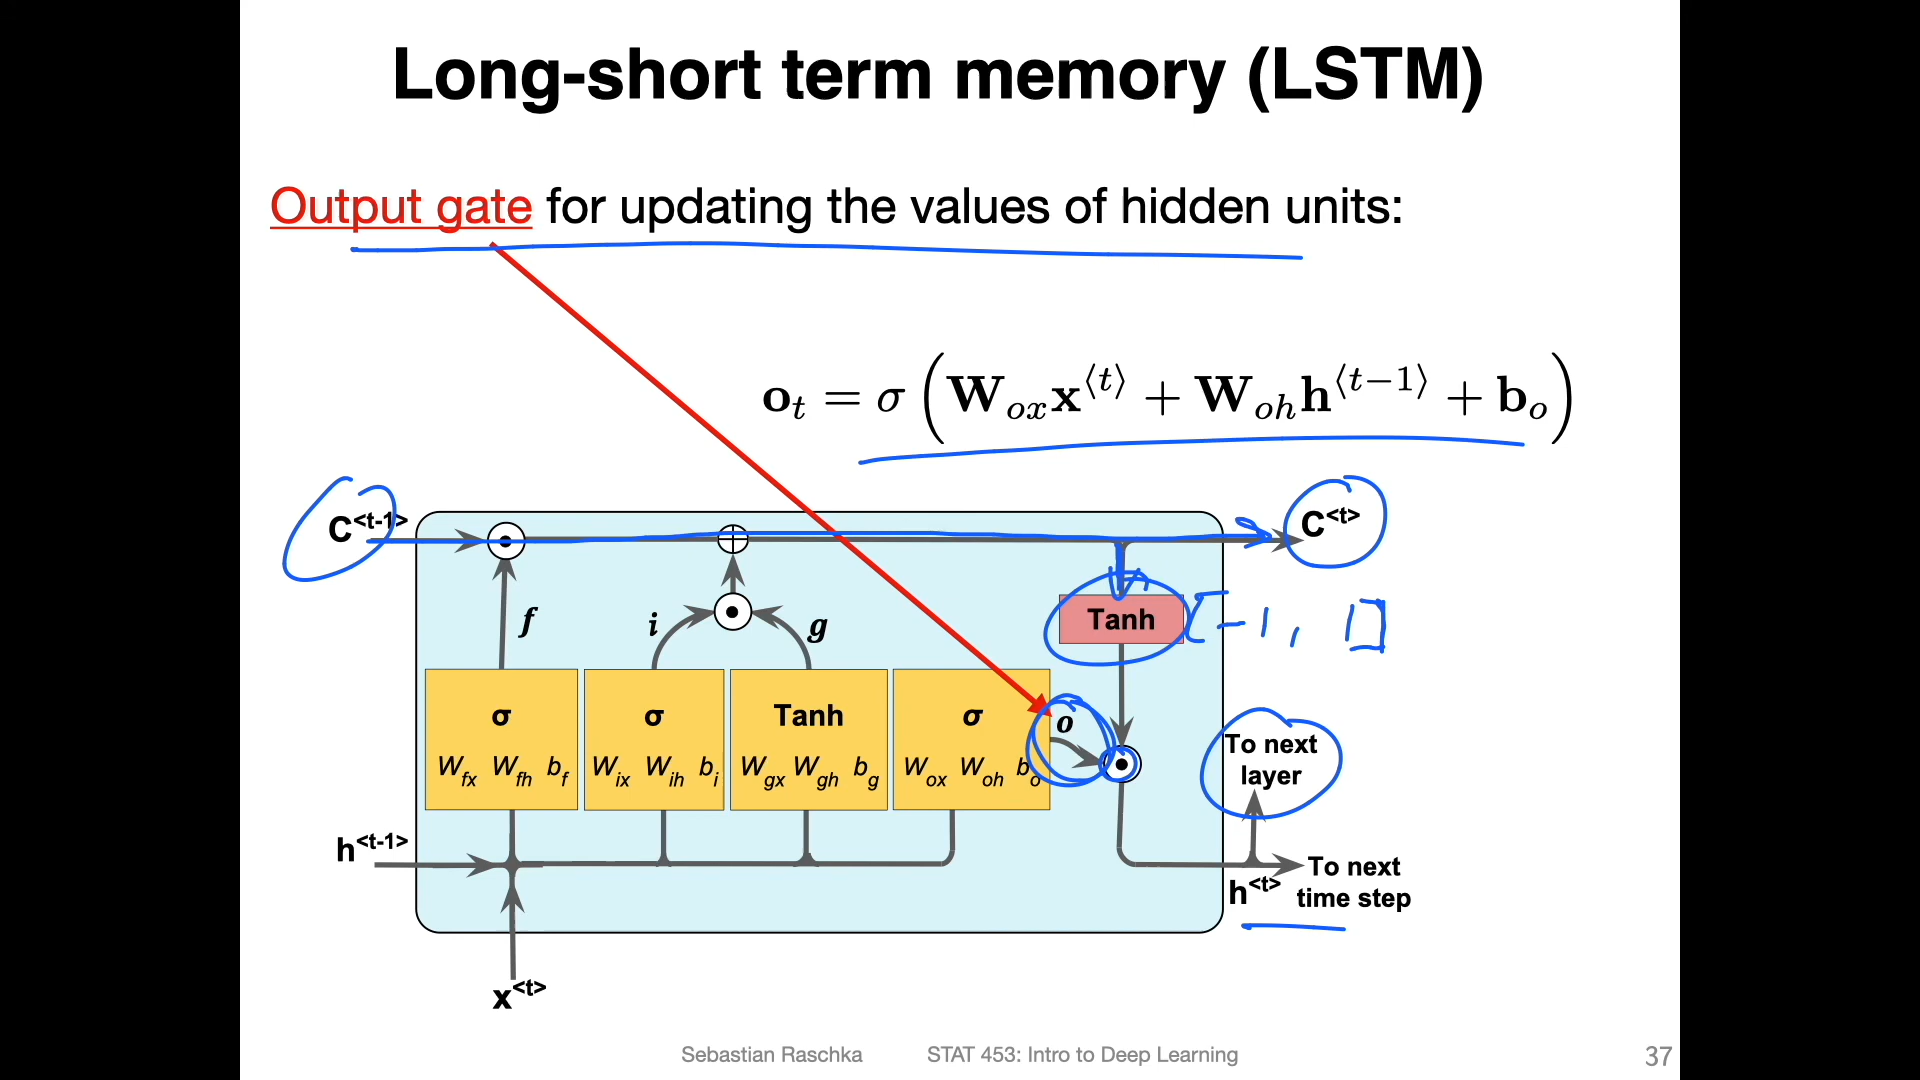 Long-short term memory (LSTM)
Output gate for updating the values of hidden units:
o_t = σ (W_ox x^⟨t⟩ + W_oh h^⟨t−1⟩ + b_o)
C<t-1>
C<t>
f
i
g
Tanh
[-1, 1]
σ
σ
Tanh
σ
o
W_fx W_fh b_f
W_ix W_ih b_i
W_gx W_gh b_g
W_ox W_oh b_o
To next
layer
h<t-1>
h<t>
To next
time step
x<t>
Sebastian Raschka
STAT 453: Intro to Deep Learning
37